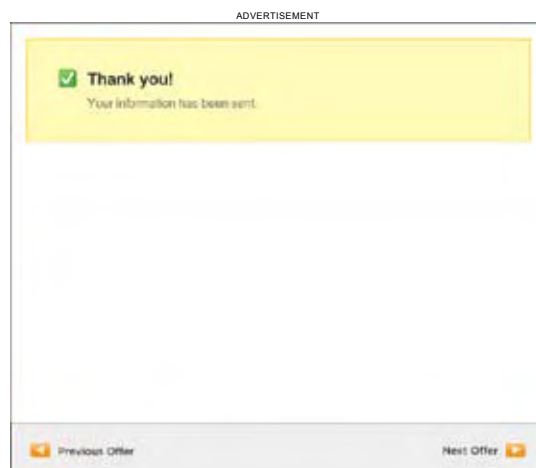 ADVERTISEMENT
Thank you!
Your information has been sent.
Previous Offer
Next Offer